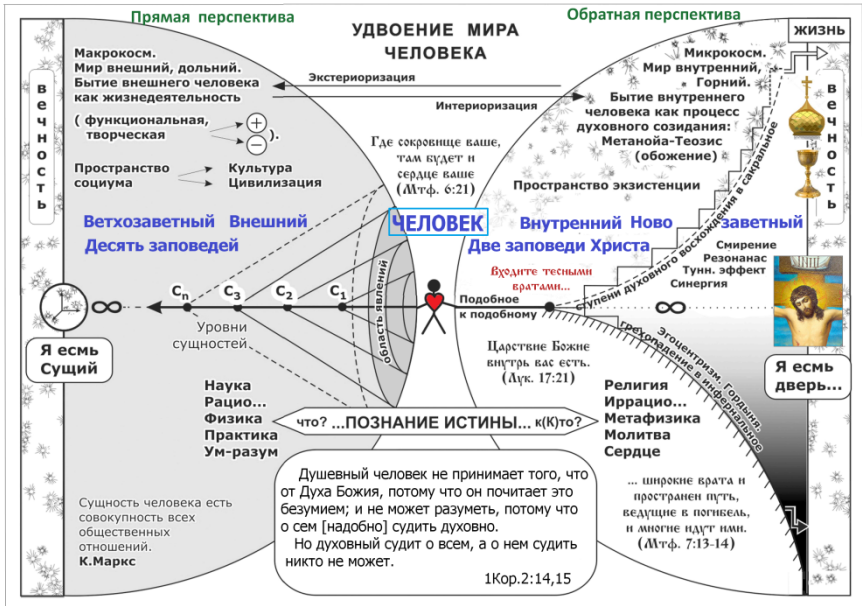 Прямая перспектива
Обратная перспектива
УДВОЕНИЕ МИРА
ЧЕЛОВЕКА
ЖИЗНЬ
Макрокосм.
Мир внешний, дольний.
Бытие внешнего человека
как жизнедеятельность
( функциональная,
творческая
+
−
).
Пространство
социума
Культура
Цивилизация
вечность
Экстериоризация
Интериоризация
Где сокровище ваше,
там будет и
сердце ваше
(Мтф. 6:21)
Микрокосм.
Мир внутренний,
Горний.
Бытие внутреннего
человека как процесс
духовного созидания:
Метанойа-Теозис
(обожение)
Пространство экзистенции
вечность
Ветхозаветный Внешний
ЧЕЛОВЕК
Внутренний Ново заветный
Десять заповедей
Две заповеди Христа
ступени духовного восхождения в сакральное
Смирение
Резонанас
Тунн. эффект
Синергия
Входите тесными
вратами...
∞
Cn
C3
C2
C1
область явлений
Подобное
к подобному
∞
Уровни
сущностей
Я есмь
Сущий
Царствие Божие
внутрь вас есть.
(Лук. 17:21)
Эгоцентризм. Гордыня.
грехопадение в инфернальное
Я есмь
дверь...
Наука
Рацио...
Физика
Практика
Ум-разум
что? ...ПОЗНАНИЕ ИСТИНЫ... к(К)то?
Религия
Иррацио...
Метафизика
Молитва
Сердце
Душевный человек не принимает того, что
от Духа Божия, потому что он почитает это
безумием; и не может разуметь, потому что
о сем [надобно] судить духовно.
Но духовный судит о всем, а о нем судить
никто не может.
1Кор.2:14,15
Сущность человека есть
совокупность всех
общественных
отношений.
К.Маркс
... широкие врата и
пространен путь,
ведущие в погибель,
и многие идут ими.
(Мтф. 7:13-14)